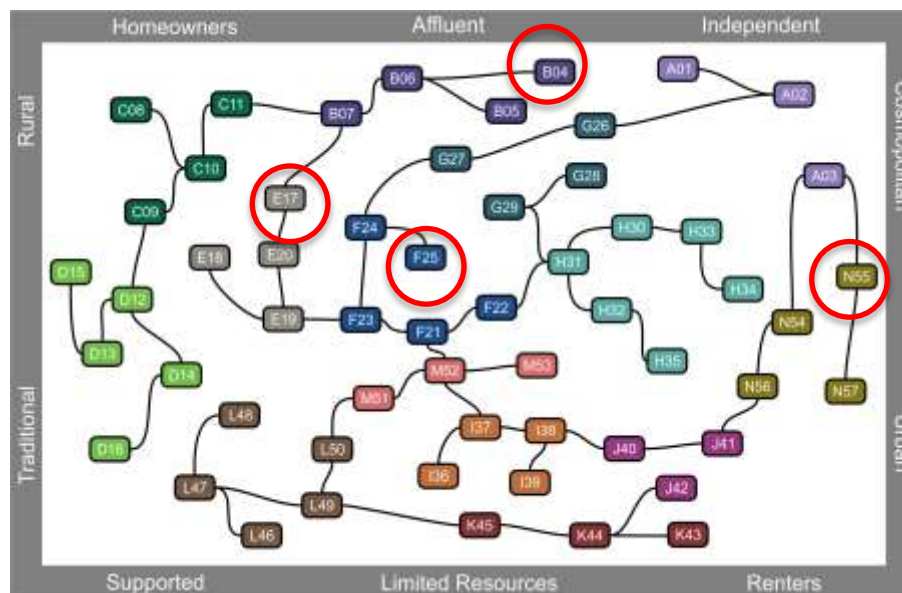 Homeowners Affluent Independent
Rural
Cosmopolitan
Traditional
Urban
B04
B06
A01
A02
B05
C11
C08
B07
G26
G27
C10
G28
A03
E17
C09
G29
F24
H30
H33
F25
E18
E20
H31
D15
N55
H34
D12
F22
H32
N54
E19
F23
F21
D13
H35
M52
M53
D14
N56
N57
M51
L48
I37
I38
D16
L50
J40
J41
I36
I39
L47
J42
L49
K45
L46
K44
K43
Supported Limited Resources Renters